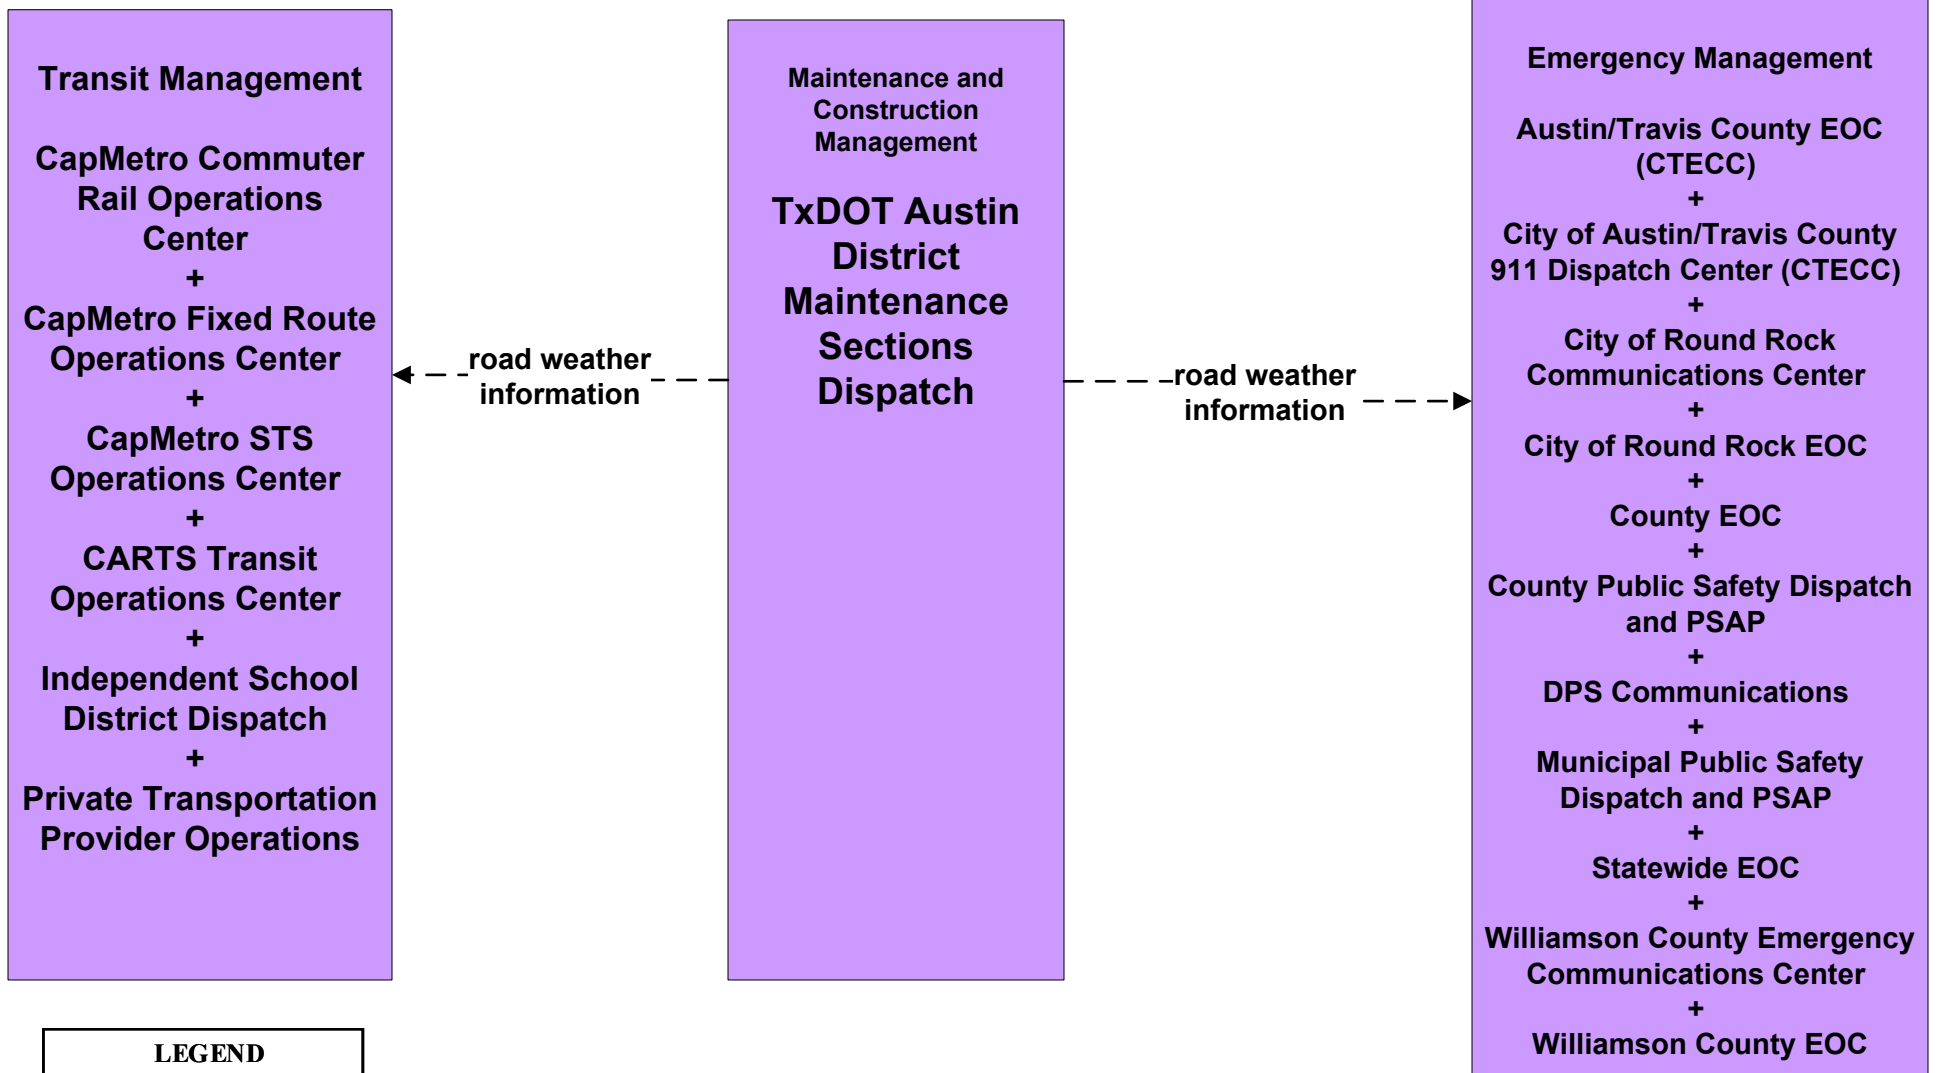 Transit Management
CapMetro Commuter
Rail Operations
Center
+
CapMetro Fixed Route
Operations Center
+
CapMetro STS
Operations Center
+
CARTS Transit
Operations Center
+
Independent School
District Dispatch
+
Private Transportation
Provider Operations
road weather
information
Maintenance and
Construction
Management
TxDOT Austin
District
Maintenance
Sections
Dispatch
road weather
information
Emergency Management
Austin/Travis County EOC
(CTECC)
+
City of Austin/Travis County
911 Dispatch Center (CTECC)
+
City of Round Rock
Communications Center
+
City of Round Rock EOC
+
County EOC
+
County Public Safety Dispatch
and PSAP
+
DPS Communications
+
Municipal Public Safety
Dispatch and PSAP
+
Statewide EOC
+
Williamson County Emergency
Communications Center
+
Williamson County EOC
LEGEND